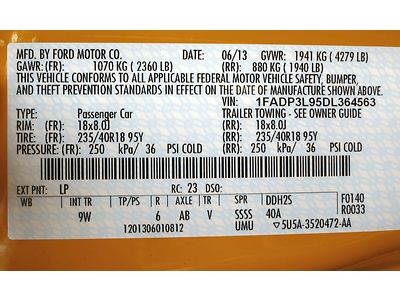 MFD. BY FORD MOTOR CO. DATE: 06/13 GVWR: 1941 KG ( 4279 LB)
GAWR: (FR): 1070 KG ( 2360 LB) (RR): 880 KG ( 1940 LB)
THIS VEHICLE CONFORMS TO ALL APPLICABLE FEDERAL MOTOR VEHICLE SAFETY, BUMPER,
AND THEFT PREVENTION STANDARDS IN EFFECT ON THE DATE OF MANUFACTURE SHOWN ABOVE.
VIN: 1FADP3L95DL364563
TYPE: Passenger Car TRAILER TOWING - SEE OWNER GUIDE
RIM: (FR) 18x8.0J (RR) 18x8.0J
TIRE: (FR) 235/40R18 95Y (RR) 235/40R18 95Y
PRESSURE: (FR) 250 kPa/ 36 PSI COLD (RR) 250 kPa/ 36 PSI COLD
EXT PNT: LP RC: 23 DSO:
WB INT TR TP/PS R AXLE TR SPR DDH2S F0140
9W 6 AB V SSSS 40A R0033
1201306010812 UMU 5U5A-3520472-AA